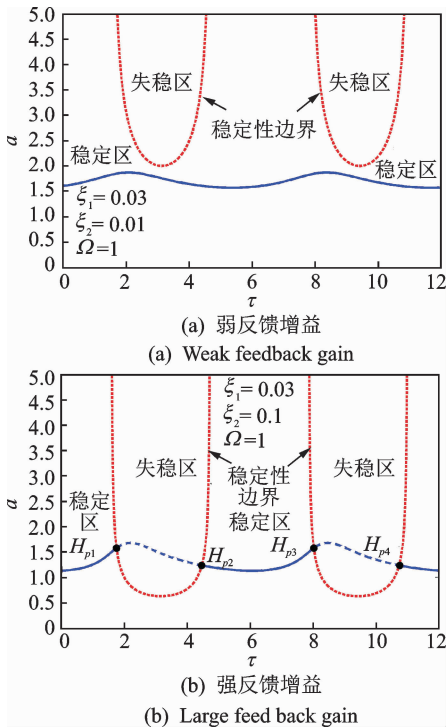 5.0
4.5
4.0
3.5
3.0
2.5
2.0
1.5
1.0
0.5
0
a
失稳区
失稳区
稳定性边界
稳定区
稳定区
ξ₁ = 0.03
ξ₂ = 0.01
Ω=1
0 2 4 6 8 10 12
τ
(a) 弱反馈增益
(a) Weak feedback gain
5.0
4.5
4.0
3.5
3.0
2.5
2.0
1.5
1.0
0.5
0
a
ξ₁ = 0.03
ξ₂ = 0.1
Ω=1
失稳区
失稳区
稳定性
边界
稳定
区
稳定区
Hp1
Hp2
Hp3
Hp4
0 2 4 6 8 10 12
τ
(b) 强反馈增益
(b) Large feed back gain